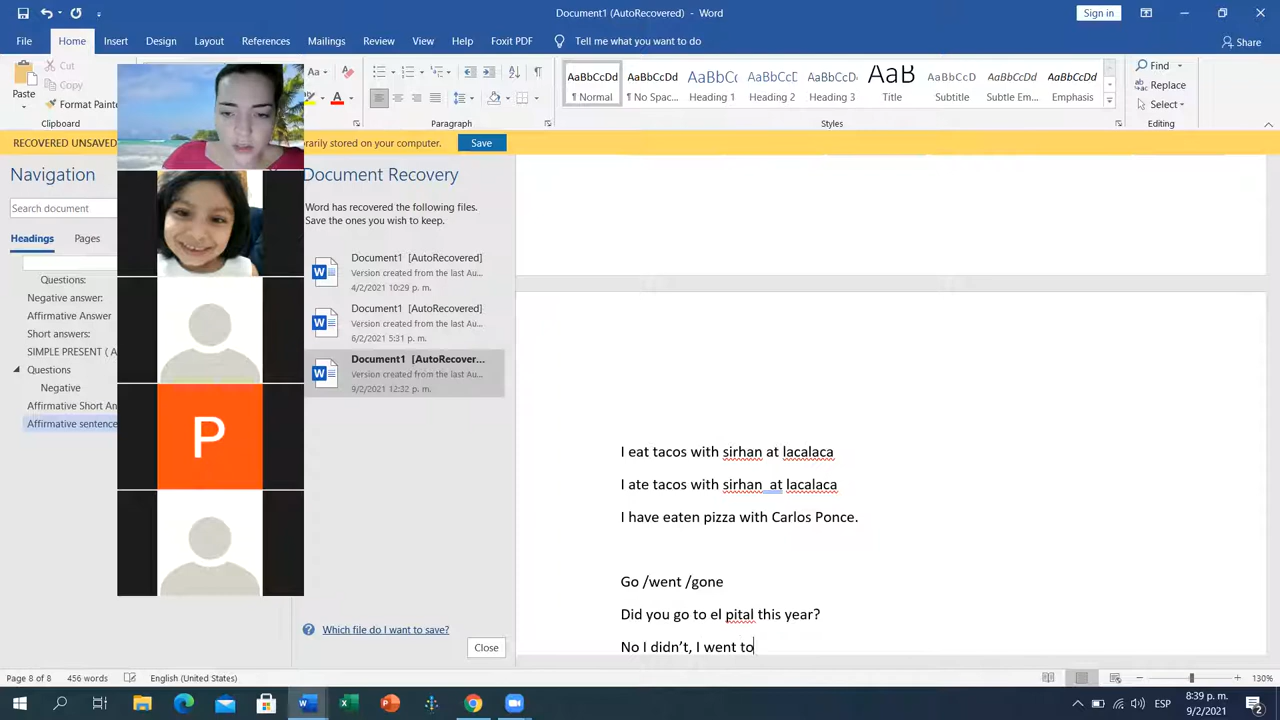 Document1 (AutoRecovered) - Word
Sign in
File Home Insert Design Layout References Mailings Review View Help Foxit PDF Tell me what you want to do Share
Cut
Copy
Paste
Format Painter
Clipboard
AaBbCcDd AaBbCcDd AaBbC AaBbCcD AaBbCcD AaB AaBbCcD AaBbCcDd AaBbCcDd
¶ Normal ¶ No Spac... Heading 1 Heading 2 Heading 3 Title Subtitle Subtle Em... Emphasis
Styles
Find
Replace
Select
Editing
RECOVERED UNSAVED
orarily stored on your computer. Save
Navigation
Search document
Headings Pages
Questions:
Negative answer:
Affirmative Answer
Short answers:
SIMPLE PRESENT ( A
Questions
Negative
Affirmative Short An
Affirmative sentence
P
Document Recovery
Word has recovered the following files.
Save the ones you wish to keep.
Document1 [AutoRecovered]
Version created from the last Au...
4/2/2021 10:29 p. m.
Document1 [AutoRecovered]
Version created from the last Au...
6/2/2021 5:31 p. m.
Document1 [AutoRecover...
Version created from the last Au...
9/2/2021 12:32 p. m.
Which file do I want to save?
Close
I eat tacos with sirhan at lacalaca
I ate tacos with sirhan at lacalaca
I have eaten pizza with Carlos Ponce.
Go /went /gone
Did you go to el pital this year?
No I didn’t, I went to
Page 8 of 8 456 words English (United States) 130%
ESP
8:39 p. m.
9/2/2021
2